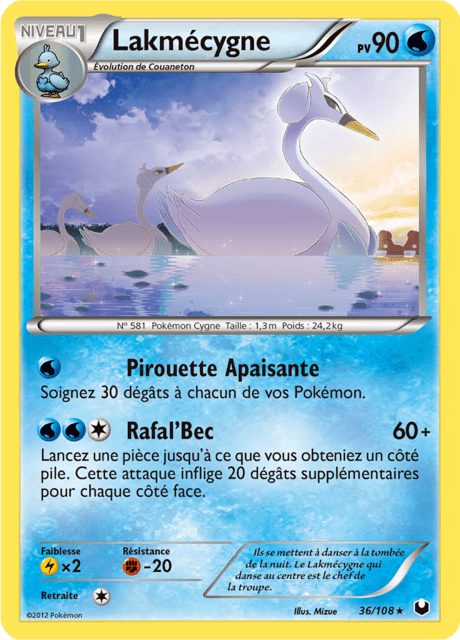 NIVEAU 1
Lakmécygne
PV 90
Évolution de Couaneton
N° 581 Pokémon Cygne Taille : 1,3m Poids : 24,2kg
Pirouette Apaisante
Soignez 30 dégâts à chacun de vos Pokémon.
Rafal'Bec 60+
Lancez une pièce jusqu'à ce que vous obteniez un côté
pile. Cette attaque inflige 20 dégâts supplémentaires
pour chaque côté face.
Faiblesse
×2
Résistance
-20
Retraite
Ils se mettent à danser à la tombée
de la nuit. Le Lakmécygne qui
danse au centre est le chef de
la troupe.
©2012 Pokémon
Illus. Mizue 36/108 ★